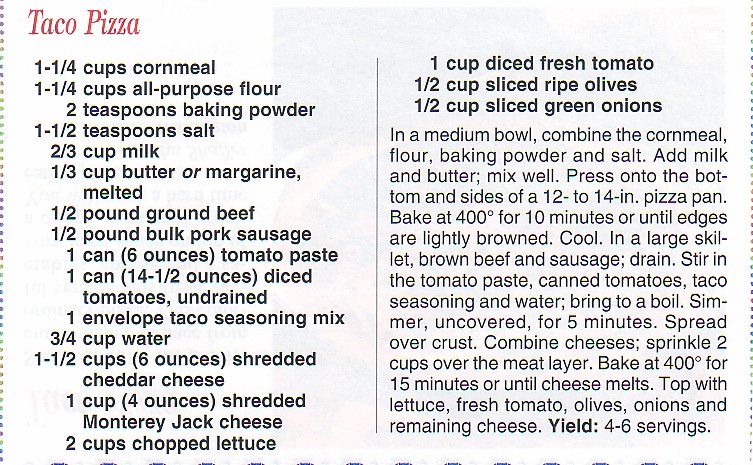 Taco Pizza
1-1/4 cups cornmeal
1-1/4 cups all-purpose flour
2 teaspoons baking powder
1-1/2 teaspoons salt
2/3 cup milk
1/3 cup butter or margarine,
melted
1/2 pound ground beef
1/2 pound bulk pork sausage
1 can (6 ounces) tomato paste
1 can (14-1/2 ounces) diced
tomatoes, undrained
1 envelope taco seasoning mix
3/4 cup water
1-1/2 cups (6 ounces) shredded
cheddar cheese
1 cup (4 ounces) shredded
Monterey Jack cheese
2 cups chopped lettuce
1 cup diced fresh tomato
1/2 cup sliced ripe olives
1/2 cup sliced green onions
In a medium bowl, combine the cornmeal,
flour, baking powder and salt. Add milk
and butter; mix well. Press onto the bot-
tom and sides of a 12- to 14-in. pizza pan.
Bake at 400° for 10 minutes or until edges
are lightly browned. Cool. In a large skil-
let, brown beef and sausage; drain. Stir in
the tomato paste, canned tomatoes, taco
seasoning and water; bring to a boil. Sim-
mer, uncovered, for 5 minutes. Spread
over crust. Combine cheeses; sprinkle 2
cups over the meat layer. Bake at 400° for
15 minutes or until cheese melts. Top with
lettuce, fresh tomato, olives, onions and
remaining cheese. Yield: 4-6 servings.